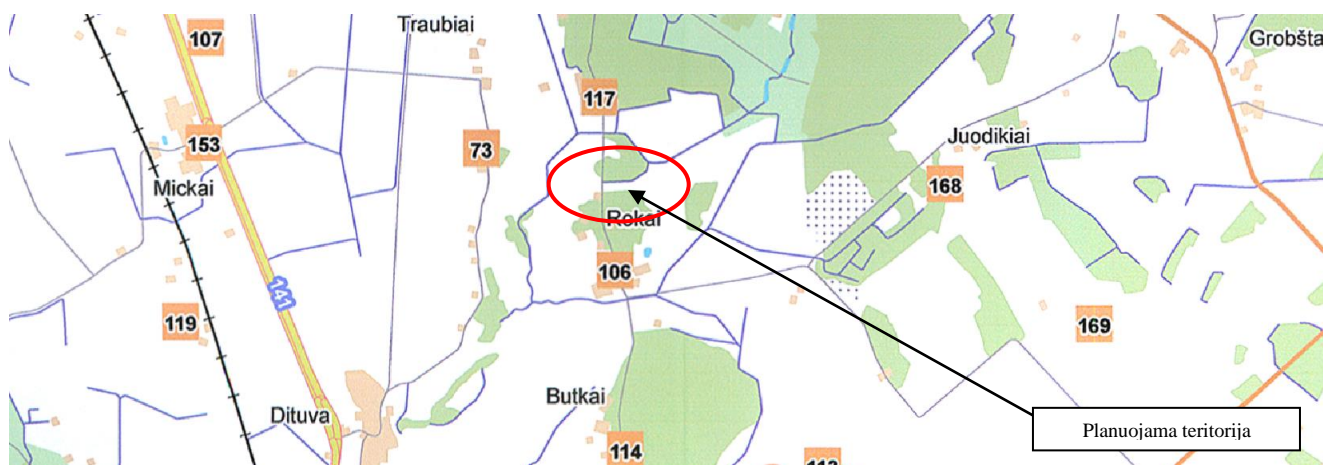 Traubiai
107
Grobšta
117
153
73
Juodikiai
168
Mickai
Rokai
106
141
119
169
Butkai
Dituva
Planuojama teritorija
114
113